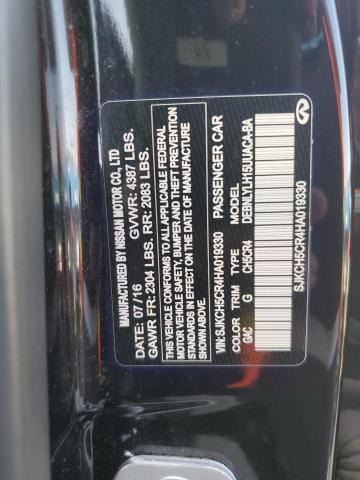 MANUFACTURED BY NISSAN MOTOR CO., LTD
DATE: 07/16 GVWR: 4387 LBS.
GAWR FR: 2304 LBS. RR: 2083 LBS.
THIS VEHICLE CONFORMS TO ALL APPLICABLE FEDERAL
MOTOR VEHICLE SAFETY, BUMPER AND THEFT PREVENTION
STANDARDS IN EFFECT ON THE DATE OF MANUFACTURE
SHOWN ABOVE.
VIN: SJKCH5CR4HA019330 PASSENGER CAR
COLOR TRIM TYPE DEBNLVLH15UUACA-BA
GAC G CH5CR4
SJKCH5CR4HA019330